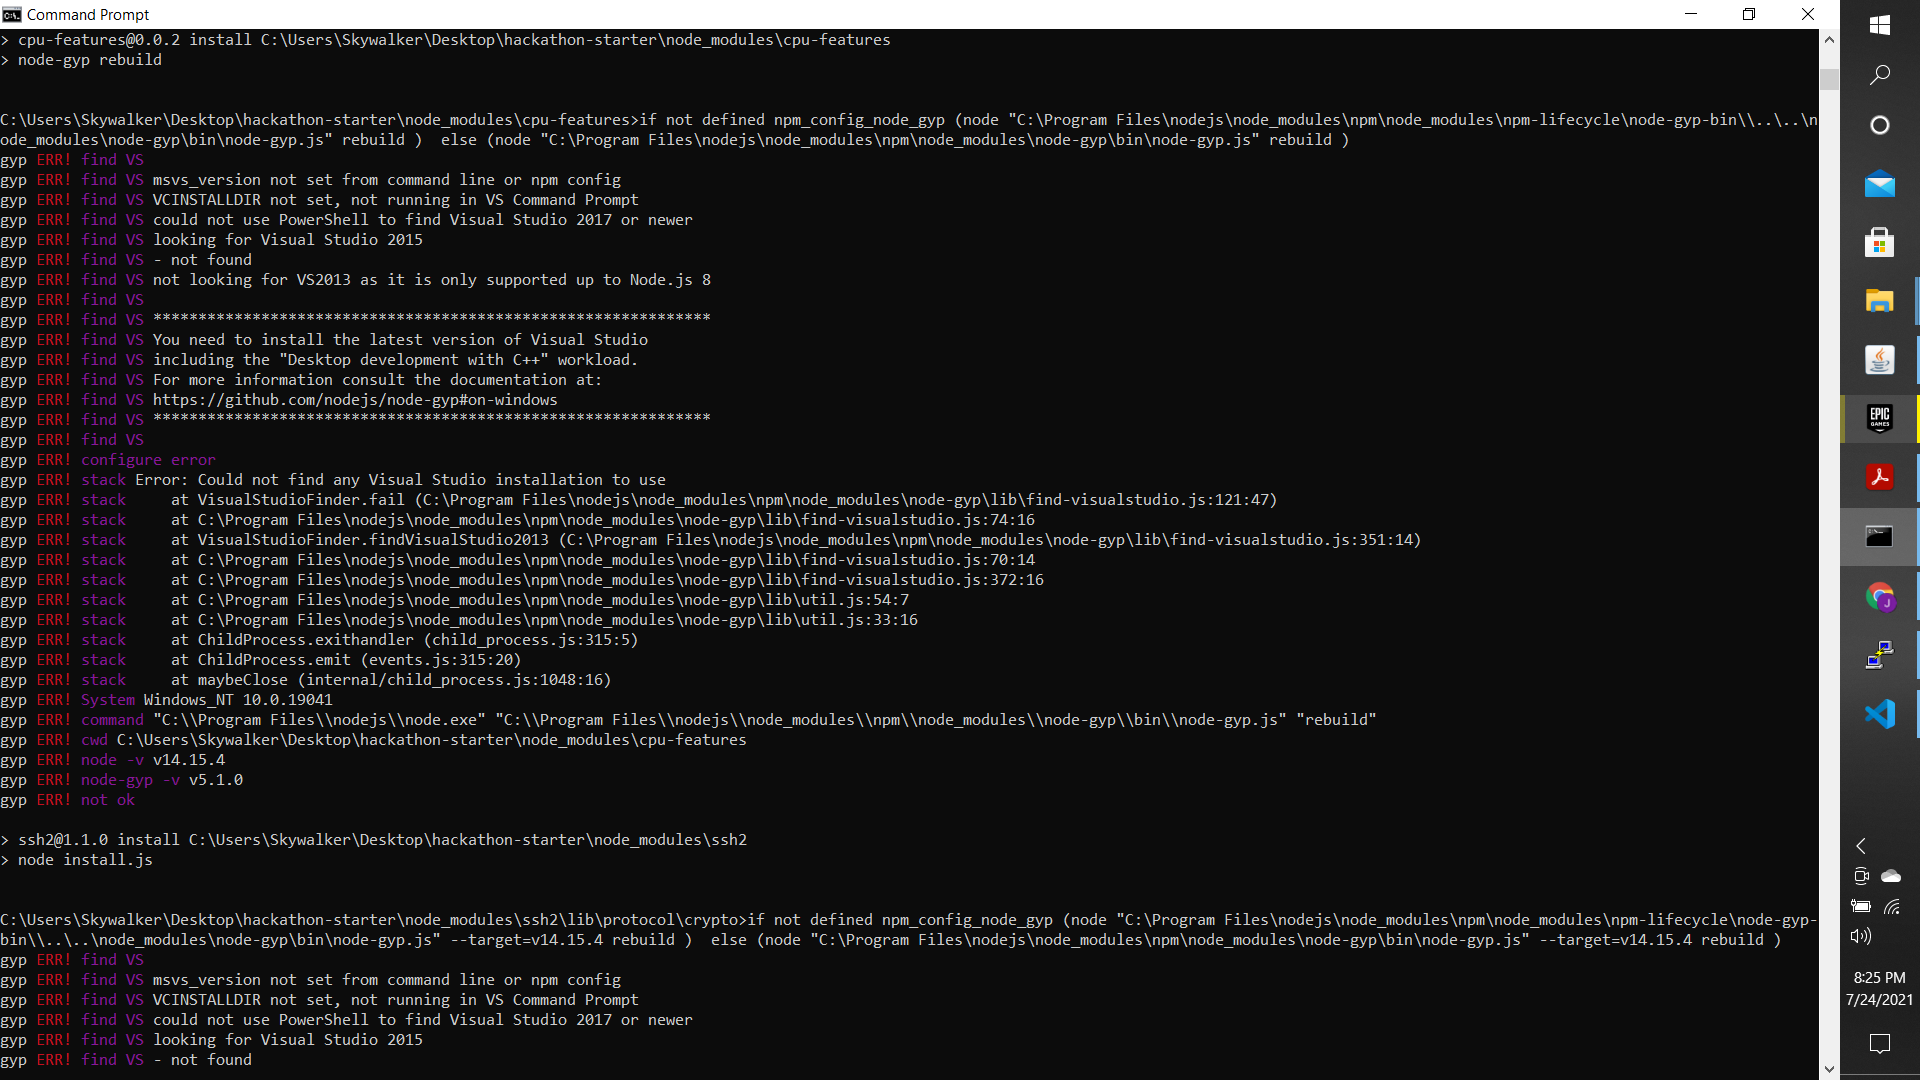 Command Prompt
> cpu-features@0.0.2 install C:\Users\Skywalker\Desktop\hackathon-starter\node_modules\cpu-features
> node-gyp rebuild
C:\Users\Skywalker\Desktop\hackathon-starter\node_modules\cpu-features>if not defined npm_config_node_gyp (node "C:\Program Files\nodejs\node_modules\npm\node_modules\npm-lifecycle\node-gyp-bin\\..\..\n
ode_modules\node-gyp\bin\node-gyp.js" rebuild )  else (node "C:\Program Files\nodejs\node_modules\npm\node_modules\node-gyp\bin\node-gyp.js" rebuild )
gyp ERR! find VS
gyp ERR! find VS msvs_version not set from command line or npm config
gyp ERR! find VS VCINSTALLDIR not set, not running in VS Command Prompt
gyp ERR! find VS could not use PowerShell to find Visual Studio 2017 or newer
gyp ERR! find VS looking for Visual Studio 2015
gyp ERR! find VS - not found
gyp ERR! find VS not looking for VS2013 as it is only supported up to Node.js 8
gyp ERR! find VS
gyp ERR! find VS **************************************************************
gyp ERR! find VS You need to install the latest version of Visual Studio
gyp ERR! find VS including the "Desktop development with C++" workload.
gyp ERR! find VS For more information consult the documentation at:
gyp ERR! find VS https://github.com/nodejs/node-gyp#on-windows
gyp ERR! find VS **************************************************************
gyp ERR! find VS
gyp ERR! configure error
gyp ERR! stack Error: Could not find any Visual Studio installation to use
gyp ERR! stack     at VisualStudioFinder.fail (C:\Program Files\nodejs\node_modules\npm\node_modules\node-gyp\lib\find-visualstudio.js:121:47)
gyp ERR! stack     at C:\Program Files\nodejs\node_modules\npm\node_modules\node-gyp\lib\find-visualstudio.js:74:16
gyp ERR! stack     at VisualStudioFinder.findVisualStudio2013 (C:\Program Files\nodejs\node_modules\npm\node_modules\node-gyp\lib\find-visualstudio.js:351:14)
gyp ERR! stack     at C:\Program Files\nodejs\node_modules\npm\node_modules\node-gyp\lib\find-visualstudio.js:70:14
gyp ERR! stack     at C:\Program Files\nodejs\node_modules\npm\node_modules\node-gyp\lib\find-visualstudio.js:372:16
gyp ERR! stack     at C:\Program Files\nodejs\node_modules\npm\node_modules\node-gyp\lib\util.js:54:7
gyp ERR! stack     at C:\Program Files\nodejs\node_modules\npm\node_modules\node-gyp\lib\util.js:33:16
gyp ERR! stack     at ChildProcess.exithandler (child_process.js:315:5)
gyp ERR! stack     at ChildProcess.emit (events.js:315:20)
gyp ERR! stack     at maybeClose (internal/child_process.js:1048:16)
gyp ERR! System Windows_NT 10.0.19041
gyp ERR! command "C:\\Program Files\\nodejs\\node.exe" "C:\\Program Files\\nodejs\\node_modules\\npm\\node_modules\\node-gyp\\bin\\node-gyp.js" "rebuild"
gyp ERR! cwd C:\Users\Skywalker\Desktop\hackathon-starter\node_modules\cpu-features
gyp ERR! node -v v14.15.4
gyp ERR! node-gyp -v v5.1.0
gyp ERR! not ok
> ssh2@1.1.0 install C:\Users\Skywalker\Desktop\hackathon-starter\node_modules\ssh2
> node install.js
C:\Users\Skywalker\Desktop\hackathon-starter\node_modules\ssh2\lib\protocol\crypto>if not defined npm_config_node_gyp (node "C:\Program Files\nodejs\node_modules\npm\node_modules\npm-lifecycle\node-gyp-
bin\\..\..\node_modules\node-gyp\bin\node-gyp.js" --target=v14.15.4 rebuild )  else (node "C:\Program Files\nodejs\node_modules\npm\node_modules\node-gyp\bin\node-gyp.js" --target=v14.15.4 rebuild )
gyp ERR! find VS
gyp ERR! find VS msvs_version not set from command line or npm config
gyp ERR! find VS VCINSTALLDIR not set, not running in VS Command Prompt
gyp ERR! find VS could not use PowerShell to find Visual Studio 2017 or newer
gyp ERR! find VS looking for Visual Studio 2015
gyp ERR! find VS - not found
EPIC
GAMES
J
8:25 PM
7/24/2021